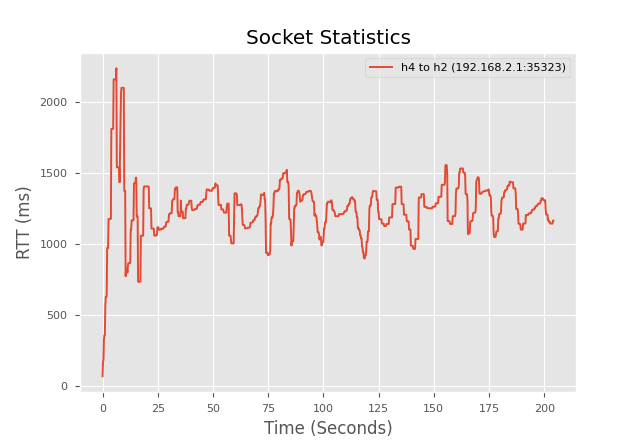 Socket Statistics
h4 to h2 (192.168.2.1:35323)
RTT (ms)
2000
1500
1000
500
0
0 25 50 75 100 125 150 175 200
Time (Seconds)